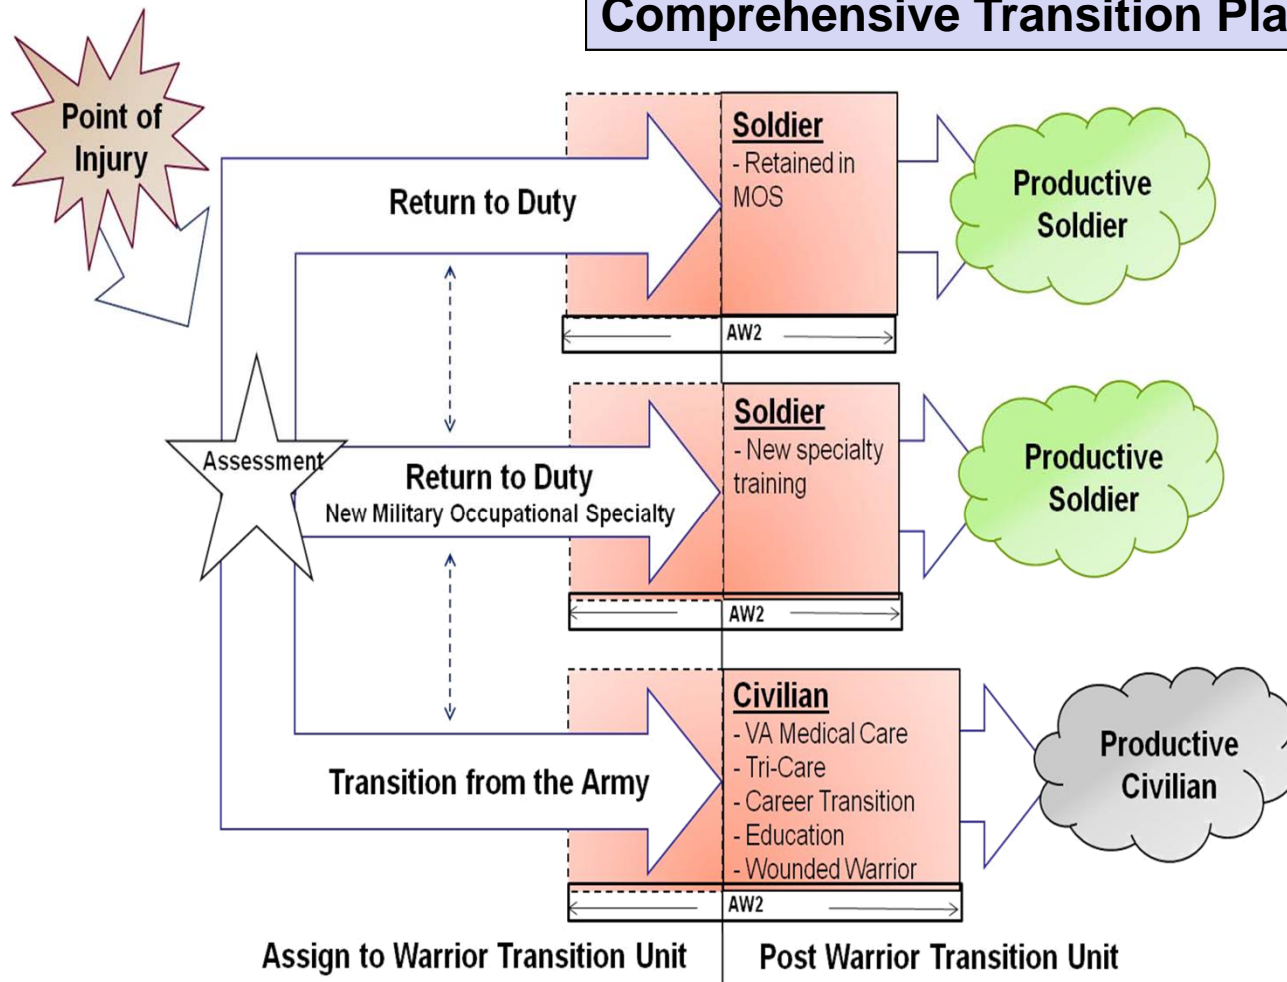 Comprehensive Transition Pla
Point of
Injury
Return to Duty
Soldier
- Retained in
MOS
AW2
Productive
Soldier
Assessment
Return to Duty
New Military Occupational Specialty
Soldier
- New specialty
training
AW2
Productive
Soldier
Transition from the Army
Civilian
- VA Medical Care
- Tri-Care
- Career Transition
- Education
- Wounded Warrior
AW2
Productive
Civilian
Assign to Warrior Transition Unit
Post Warrior Transition Unit